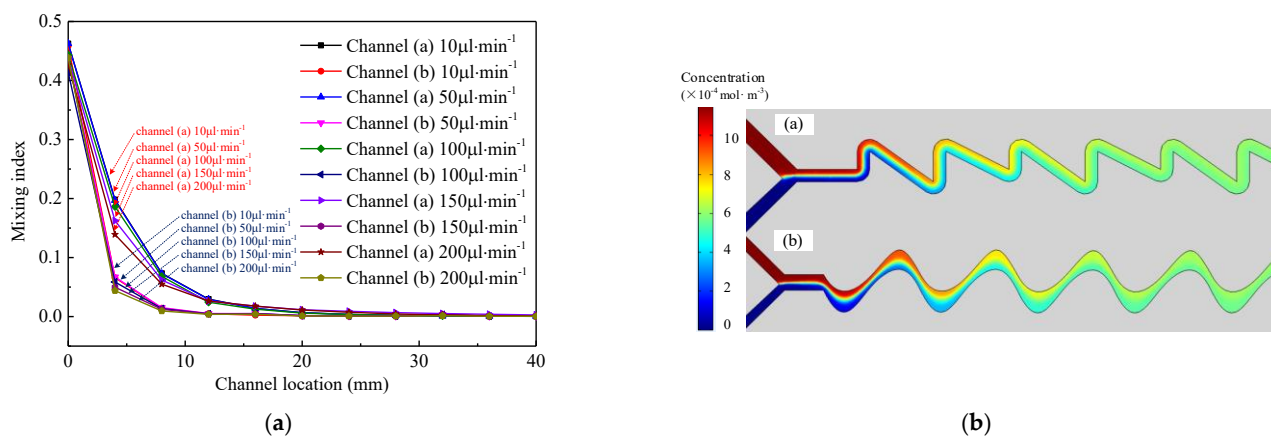 0.5
0.4
0.3
0.2
0.1
0.0
Mixing index
0
10
20
30
40
Channel location (mm)
Channel (a) 10μl·min-1
Channel (b) 10μl·min-1
Channel (a) 50μl·min-1
Channel (b) 50μl·min-1
Channel (a) 100μl·min-1
Channel (b) 100μl·min-1
Channel (a) 150μl·min-1
Channel (b) 150μl·min-1
Channel (a) 200μl·min-1
Channel (b) 200μl·min-1
channel (a) 10μl·min-1
channel (a) 50μl·min-1
channel (a) 100μl·min-1
channel (a) 150μl·min-1
channel (a) 200μl·min-1
channel (b) 10μl·min-1
channel (b) 50μl·min-1
channel (b) 100μl·min-1
channel (b) 150μl·min-1
channel (b) 200μl·min-1
(a)
Concentration
(×10-4 mol· m-3)
10
8
6
4
2
0
(a)
(b)
(b)